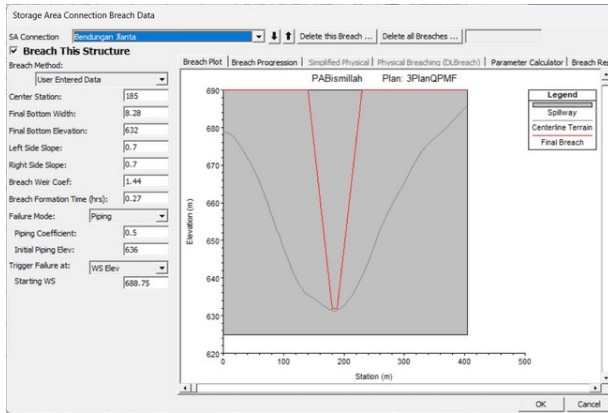 Storage Area Connection Breach Data
SA Connection Bendungan Jlanta Delete this Breach ... Delete all Breaches ...
Breach This Structure
Breach Method:
User Entered Data
Center Station: 185
Final Bottom Width: 8.28
Final Bottom Elevation: 632
Left Side Slope: 0.7
Right Side Slope: 0.7
Breach Weir Coef: 1.44
Breach Formation Time (hrs): 0.27
Failure Mode: Piping
Piping Coefficient: 0.5
Initial Piping Elev: 636
Trigger Failure at: WS Elev
Starting WS 688.75
Breach Plot Breach Progression Simplified Physical Physical Breaching (DLBreach) Parameter Calculator Breach Rep
PABismillah Plan: 3PlanQPMF
Legend
Spillway
Centerline Terrain
Final Breach
Elevation (m)
690
680
670
660
650
640
630
620
0 100 200 300 400 500
Station (m)
OK Cancel